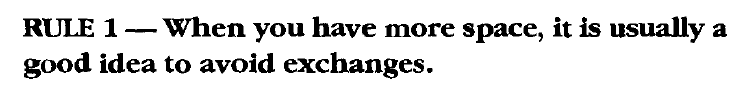 RULE 1 — When you have more space, it is usually a
good idea to avoid exchanges.